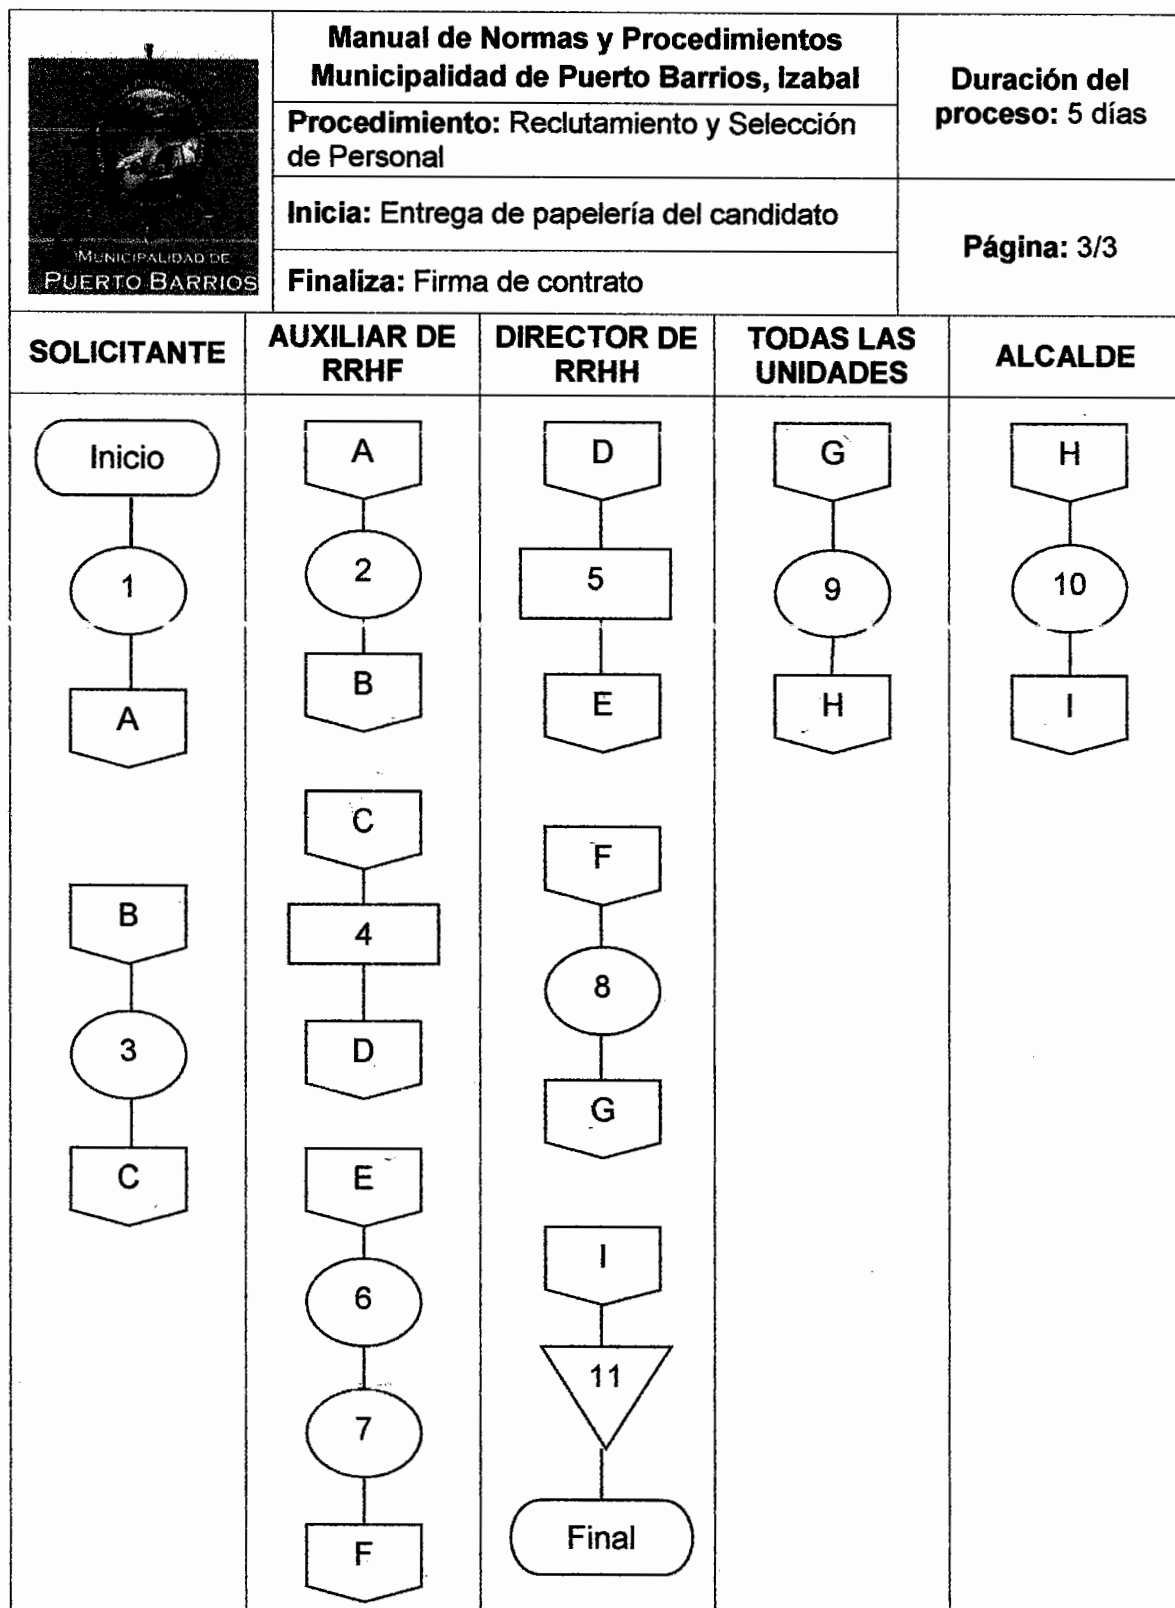 MUNICIPALIDAD DE
PUERTO BARRIOS
Manual de Normas y Procedimientos
Municipalidad de Puerto Barrios, Izabal
Procedimiento: Reclutamiento y Selección
de Personal
Inicia: Entrega de papelería del candidato
Finaliza: Firma de contrato
Duración del
proceso: 5 días
Página: 3/3
SOLICITANTE
AUXILIAR DE
RRHF
DIRECTOR DE
RRHH
TODAS LAS
UNIDADES
ALCALDE
Inicio
1
A
B
3
C
A
2
B
C
4
D
E
6
7
F
D
5
E
F
8
G
I
11
Final
G
9
H
H
10
I